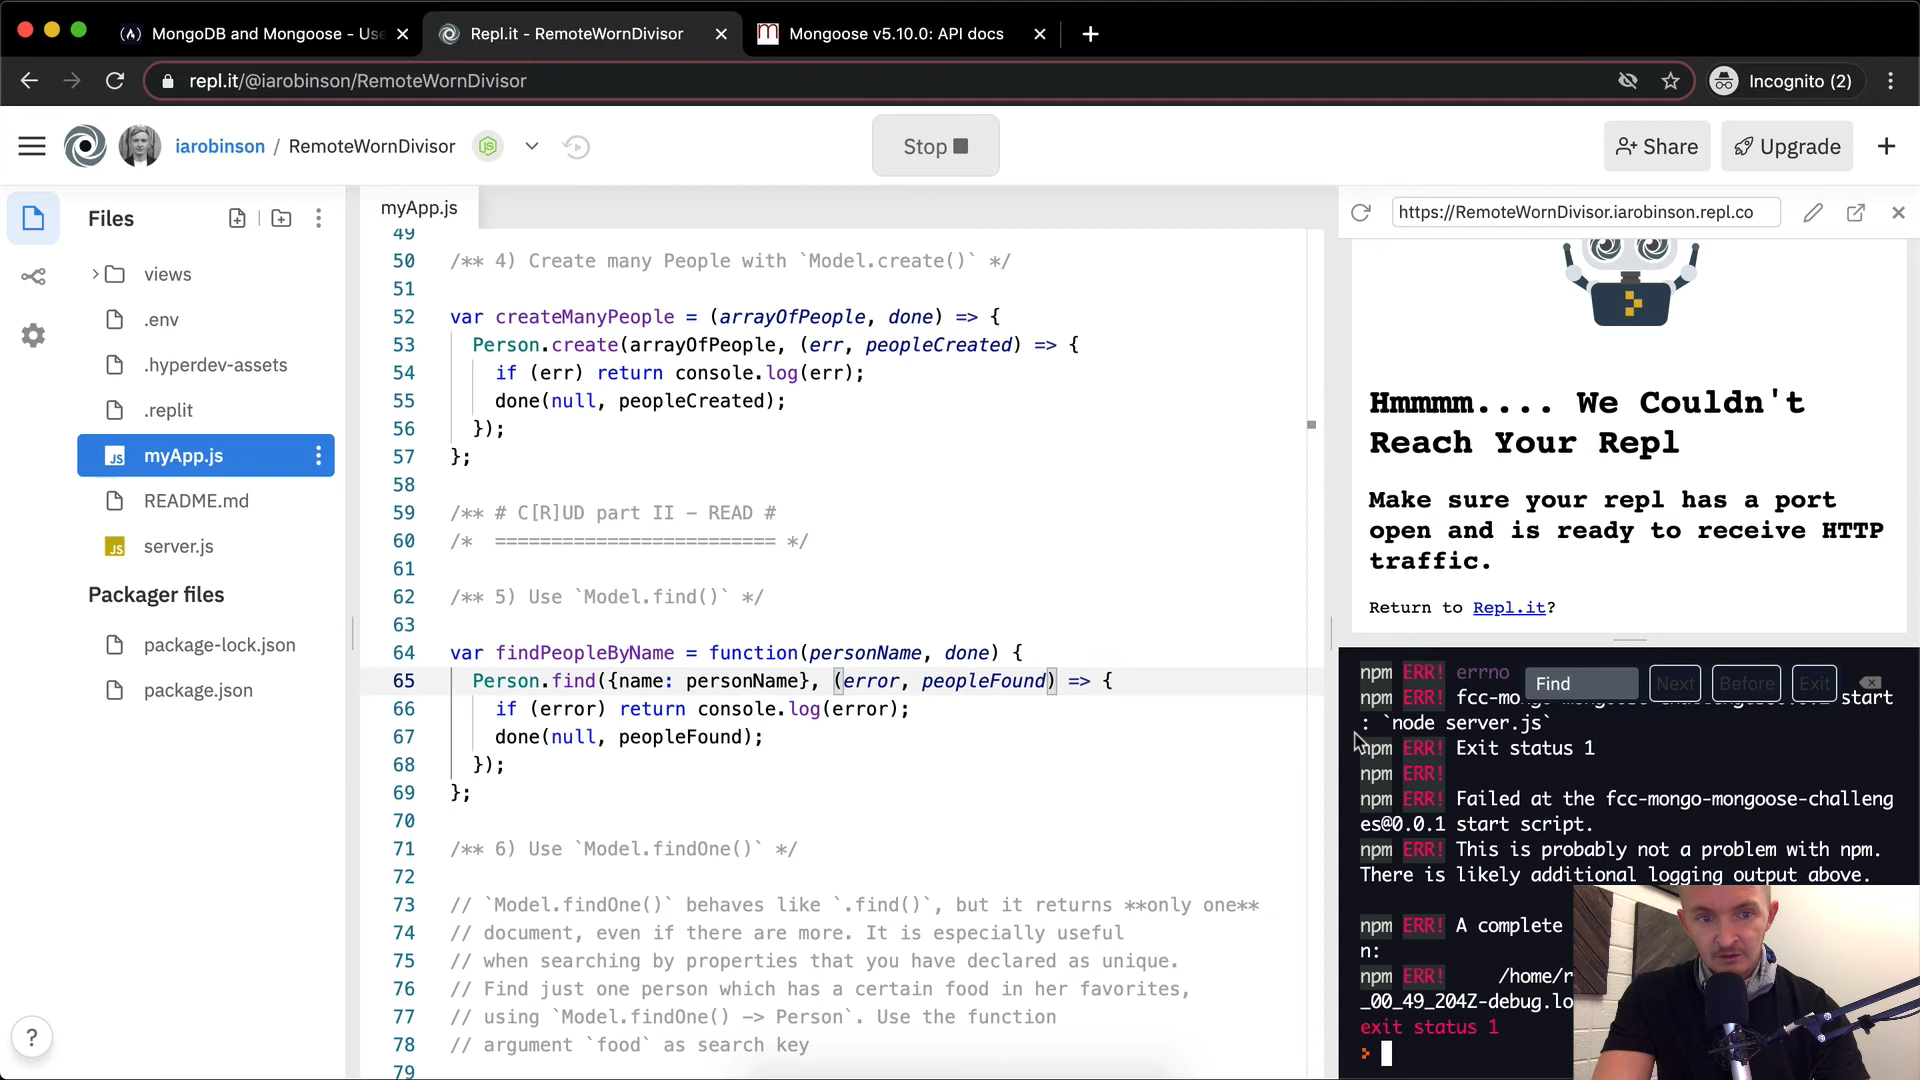 MongoDB and Mongoose - Use
Repl.it - RemoteWornDivisor
Mongoose v5.10.0: API docs
repl.it/@iarobinson/RemoteWornDivisor
Incognito (2)
iarobinson / RemoteWornDivisor
Stop
Share
Upgrade
Files
views
.env
.hyperdev-assets
.replit
myApp.js
README.md
server.js
Packager files
package-lock.json
package.json
?
myApp.js
49
50 /** 4) Create many People with `Model.create()` */
51
52 var createManyPeople = (arrayOfPeople, done) => {
53 Person.create(arrayOfPeople, (err, peopleCreated) => {
54 if (err) return console.log(err);
55 done(null, peopleCreated);
56 });
57 };
58
59 /** # C[R]UD part II - READ #
60 /* ========================= */
61
62 /** 5) Use `Model.find()` */
63
64 var findPeopleByName = function(personName, done) {
65 Person.find({name: personName}, (error, peopleFound) => {
66 if (error) return console.log(error);
67 done(null, peopleFound);
68 });
69 };
70
71 /** 6) Use `Model.findOne()` */
72
73 // `Model.findOne()` behaves like `.find()`, but it returns **only one**
74 // document, even if there are more. It is especially useful
75 // when searching by properties that you have declared as unique.
76 // Find just one person which has a certain food in her favorites,
77 // using `Model.findOne() -> Person`. Use the function
78 // argument `food` as search key
79
https://RemoteWornDivisor.iarobinson.repl.co
Hmmmm.... We Couldn't
Reach Your Repl
Make sure your repl has a port
open and is ready to receive HTTP
traffic.
Return to Repl.it?
Find
Next
Before
Exit
npm ERR! errno
npm ERR! fcc-mo start
: `node server.js`
npm ERR! Exit status 1
npm ERR!
npm ERR! Failed at the fcc-mongo-mongoose-challeng
es@0.0.1 start script.
npm ERR! This is probably not a problem with npm.
There is likely additional logging output above.
npm ERR! A complete
n:
npm ERR! /home/r
_00_49_204Z-debug.lo
exit status 1